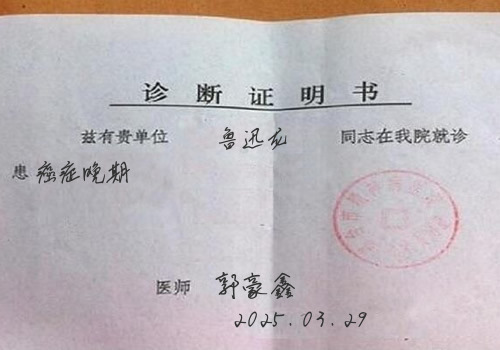 诊断证明书
兹有贵单位 鲁迅龙 同志在我院就诊
患 癌症晚期
医师 郭豪鑫
2025.03.29